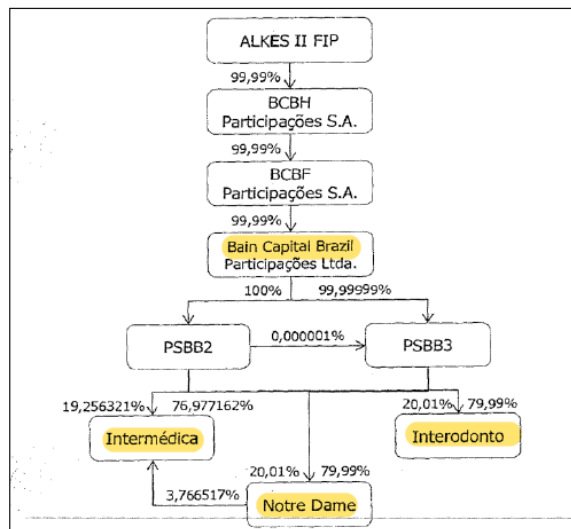 ALKES II FIP
99,99%
BCBH
Participações S.A.
99,99%
BCBF
Participações S.A.
99,99%
Bain Capital Brazil
Participações Ltda.
100% 99,99999%
PSBB2 0,000001% PSBB3
19,256321% 76,977162% 20,01% 79,99%
Intermédica Interodonto
20,01% 79,99%
3,766517%
Notre Dame